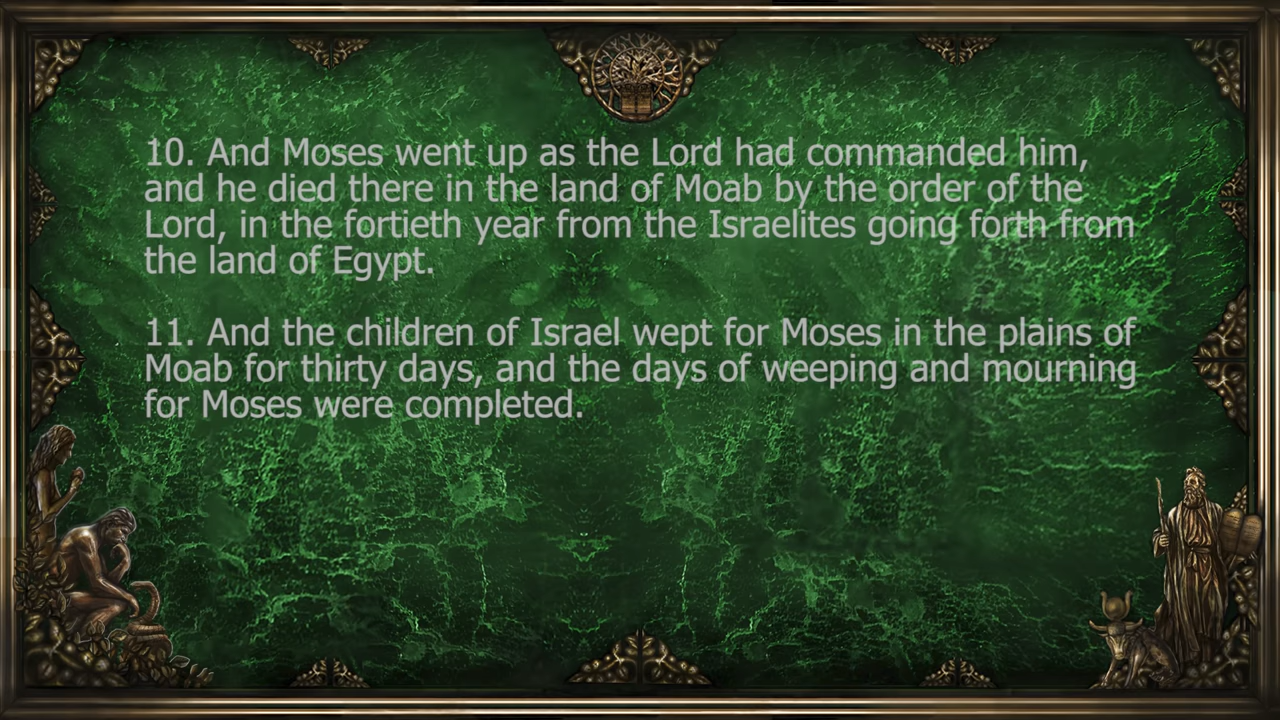 10. And Moses went up as the Lord had commanded him,
and he died there in the land of Moab by the order of the
Lord, in the fortieth year from the Israelites going forth from
the land of Egypt.
11. And the children of Israel wept for Moses in the plains of
Moab for thirty days, and the days of weeping and mourning
for Moses were completed.